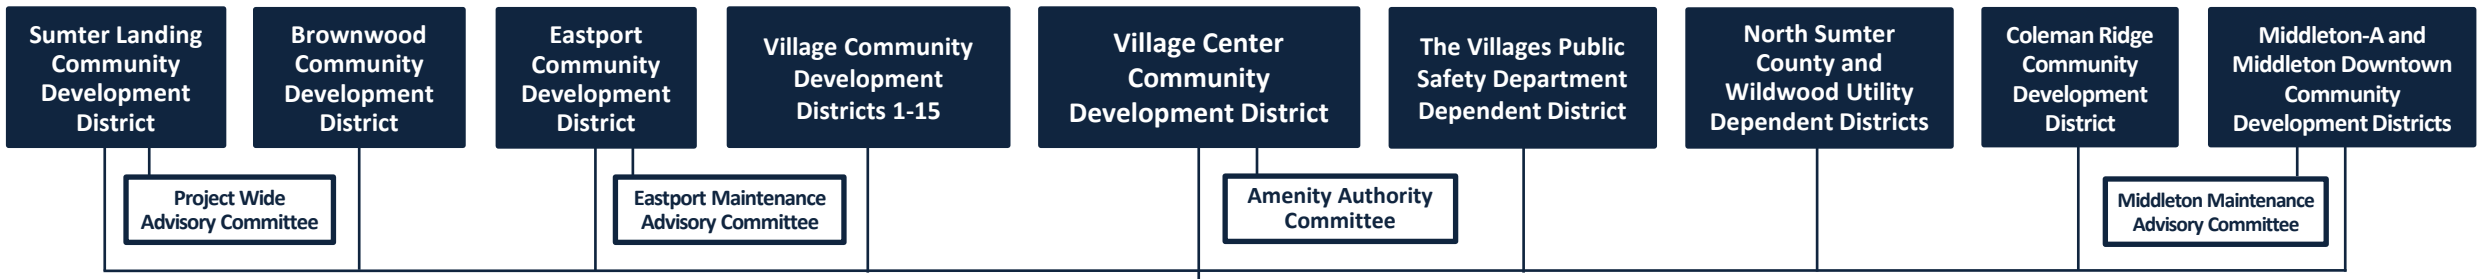 Sumter Landing
Community
Development
District
Brownwood
Community
Development
District
Eastport
Community
Development
District
Village Community
Development
Districts 1-15
Village Center
Community
Development District
The Villages Public
Safety Department
Dependent District
North Sumter
County and
Wildwood Utility
Dependent Districts
Coleman Ridge
Community
Development
District
Middleton-A and
Middleton Downtown
Community
Development Districts
Project Wide
Advisory Committee
Eastport Maintenance
Advisory Committee
Amenity Authority
Committee
Middleton Maintenance
Advisory Committee